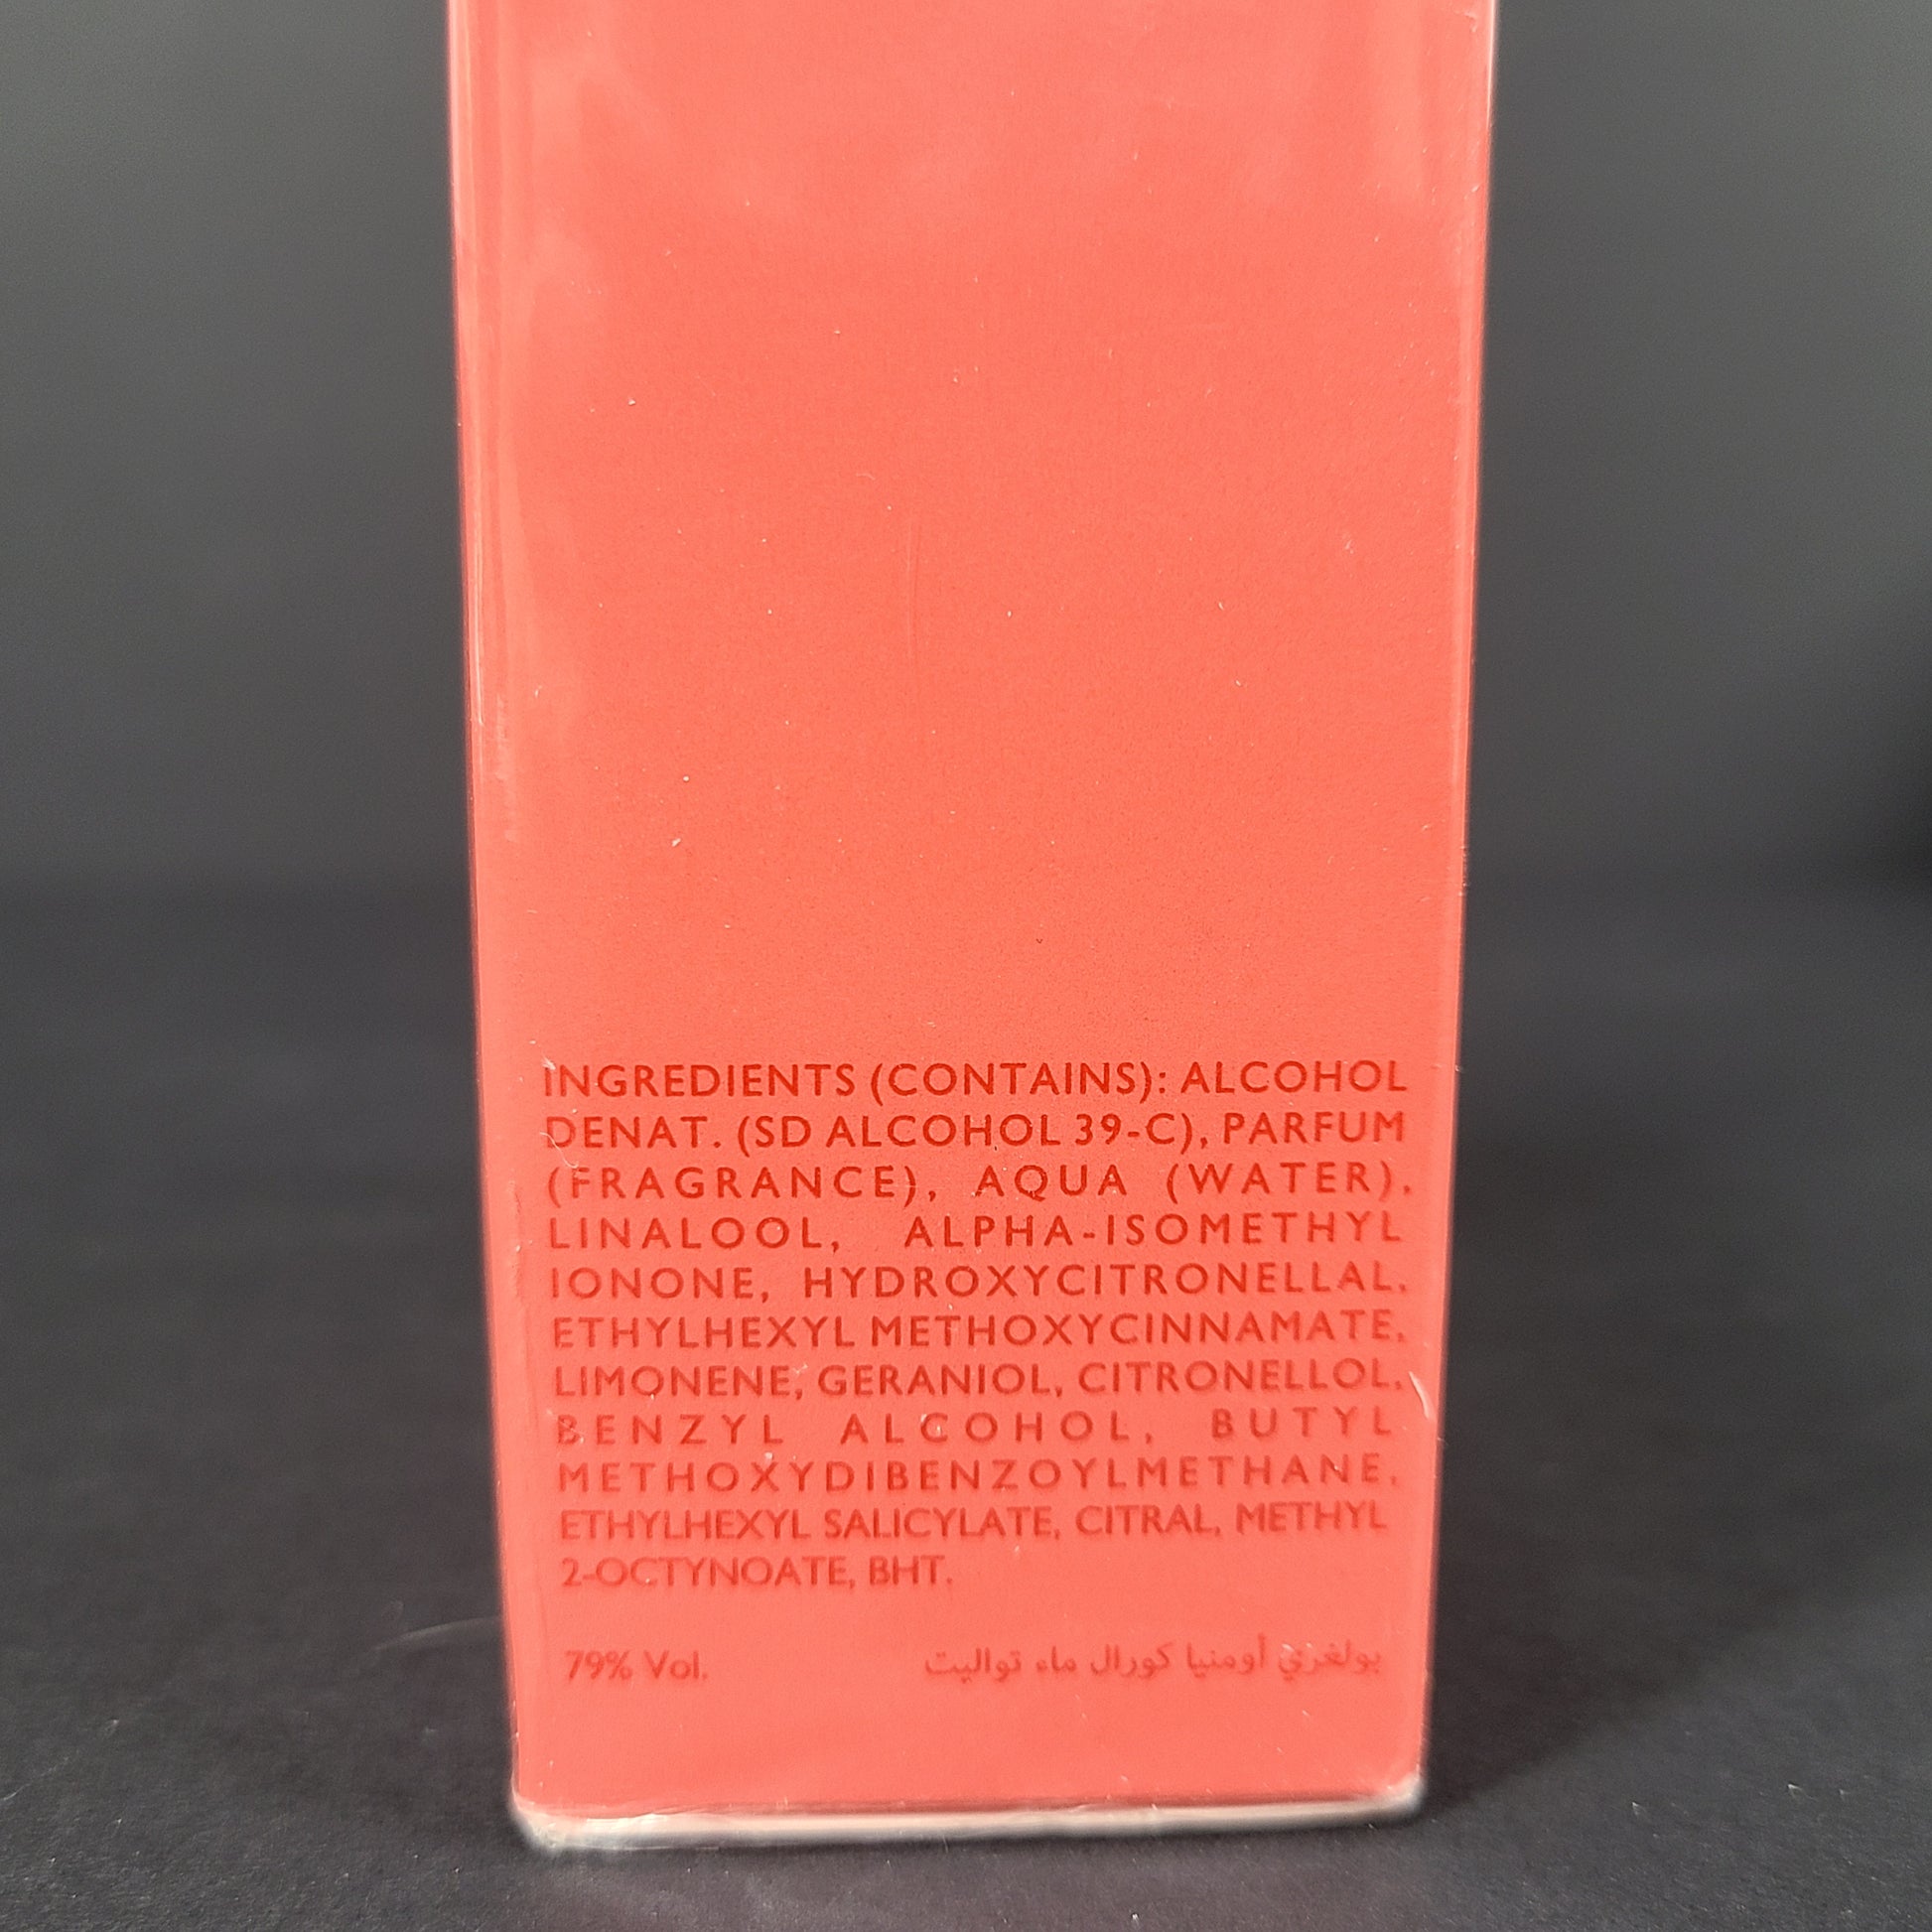 INGREDIENTS (CONTAINS): ALCOHOL
DENAT. (SD ALCOHOL 39-C), PARFUM
(FRAGRANCE), AQUA (WATER),
LINALOOL, ALPHA-ISOMETHYL
IONONE, HYDROXYCITRONELLAL,
ETHYLHEXYL METHOXYCINNAMATE,
LIMONENE, GERANIOL, CITRONELLOL,
BENZYL ALCOHOL, BUTYL
METHOXYDIBENZOYLMETHANE,
ETHYLHEXYL SALICYLATE, CITRAL, METHYL
2-OCTYNOATE, BHT.
79% Vol.
بولغري أومنيا كورال ماء تواليت